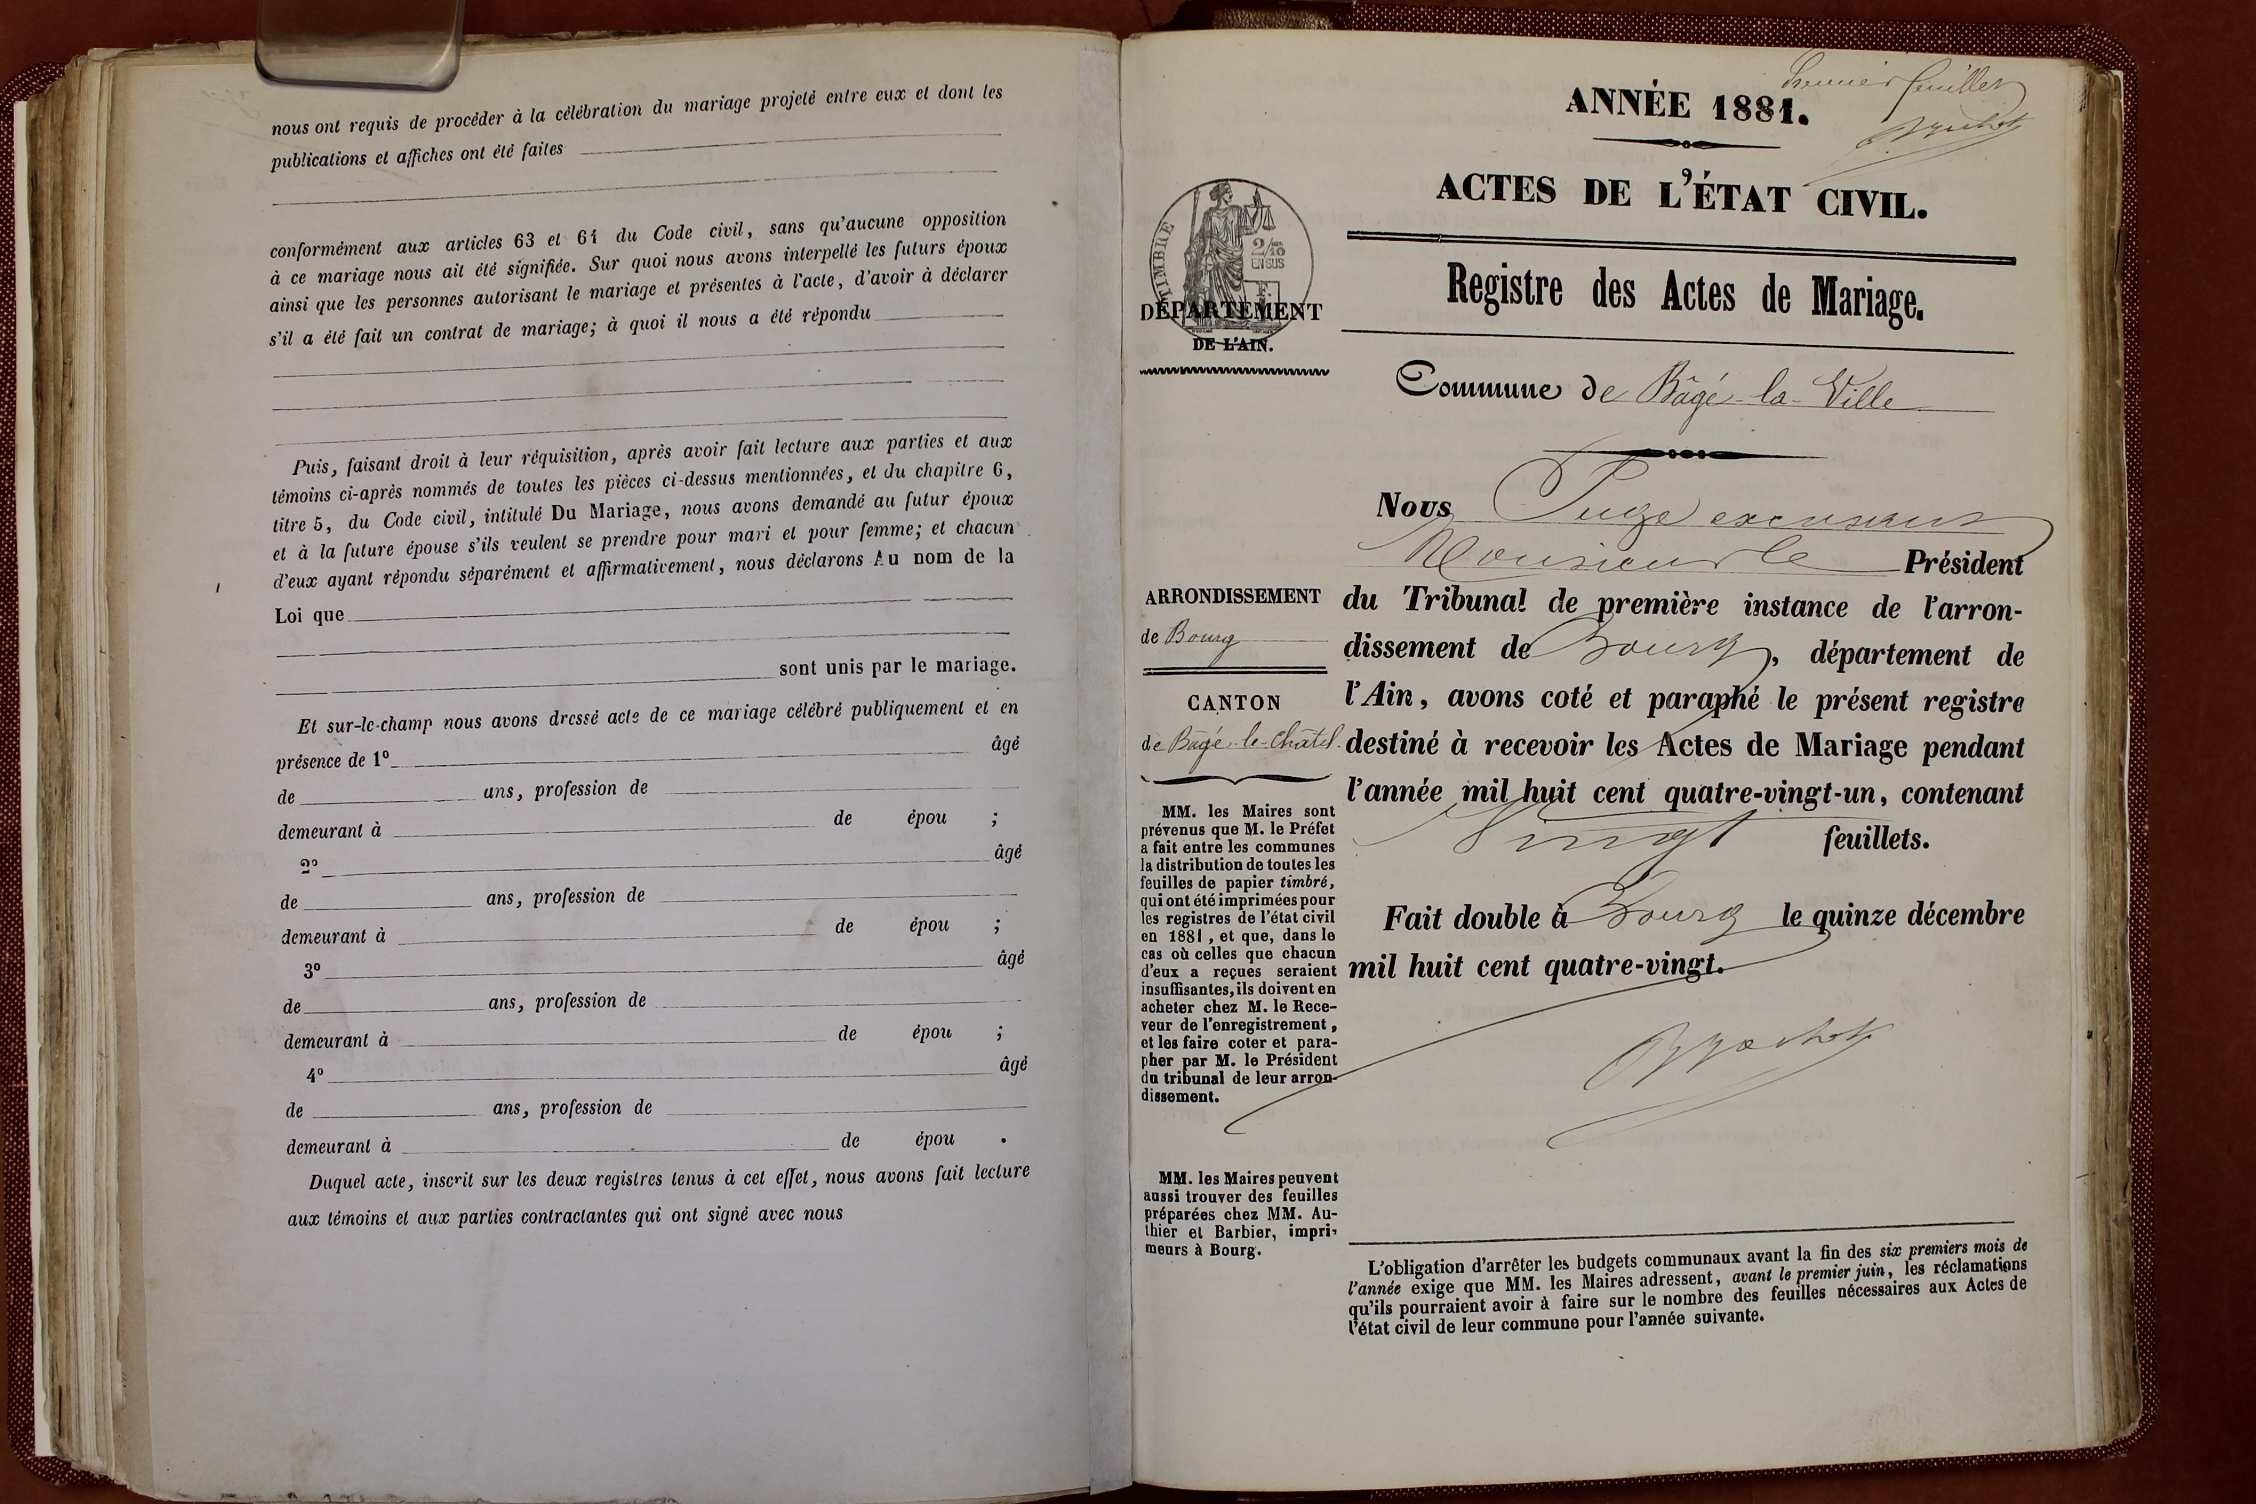 nous ont requis de procéder à la célébration du mariage projeté entre eux et dont les
publications et affiches ont été faites
conformément aux articles 63 et 64 du Code civil, sans qu'aucune opposition
à ce mariage nous ait été signifiée. Sur quoi nous avons interpellé les futurs époux
ainsi que les personnes autorisant le mariage et présentes à l'acte, d'avoir à déclarer
s'il a été fait un contrat de mariage; à quoi il nous a été répondu
Puis, faisant droit à leur réquisition, après avoir fait lecture aux parties et aux
témoins ci-après nommés de toutes les pièces ci-dessus mentionnées, et du chapitre 6,
titre 5, du Code civil, intitulé Du Mariage, nous avons demandé au futur époux
et à la future épouse s'ils veulent se prendre pour mari et pour femme; et chacun
d'eux ayant répondu séparément et affirmativement, nous déclarons Au nom de la
Loi que
sont unis par le mariage.
Et sur-le-champ nous avons dressé acte de ce mariage célébré publiquement et en
présence de 1° âgé
de ans, profession de
demeurant à de épou ;
2° âgé
de ans, profession de
demeurant à de épou ;
3° âgé
de ans, profession de
demeurant à de épou ;
4° âgé
de ans, profession de
demeurant à de épou .
Duquel acte, inscrit sur les deux registres tenus à cet effet, nous avons fait lecture
aux témoins et aux parties contractantes qui ont signé avec nous
Premier feuillet
ANNÉE 1881.
ACTES DE L'ÉTAT CIVIL.
Registre des Actes de Mariage.
TIMBRE
2/10
EN SUS
DÉPARTEMENT
DE L'AIN.
Commune de Bâgé-la-Ville
Nous Juge excusant
Monsieur le Président
du Tribunal de première instance de l'arron-
dissement de Bourg, département de
l'Ain, avons coté et paraphé le présent registre
destiné à recevoir les Actes de Mariage pendant
l'année mil huit cent quatre-vingt-un, contenant
Vingt feuillets.
Fait double à Bourg le quinze décembre
mil huit cent quatre-vingt.
ARRONDISSEMENT
de Bourg
CANTON
de Bâgé-le-Châtel.
MM. les Maires sont
prévenus que M. le Préfet
a fait entre les communes
la distribution de toutes les
feuilles de papier timbré,
qui ont été imprimées pour
les registres de l'état civil
en 1881, et que, dans le
cas où celles que chacun
d'eux a reçues seraient
insuffisantes, ils doivent en
acheter chez M. le Rece-
veur de l'enregistrement,
et les faire coter et para-
pher par M. le Président
du tribunal de leur arron-
dissement.
MM. les Maires peuvent
aussi trouver des feuilles
préparées chez MM. Au-
thier et Barbier, impri-
meurs à Bourg.
L'obligation d'arrêter les budgets communaux avant la fin des six premiers mois de
l'année exige que MM. les Maires adressent, avant le premier juin, les réclamations
qu'ils pourraient avoir à faire sur le nombre des feuilles nécessaires aux Actes de
l'état civil de leur commune pour l'année suivante.